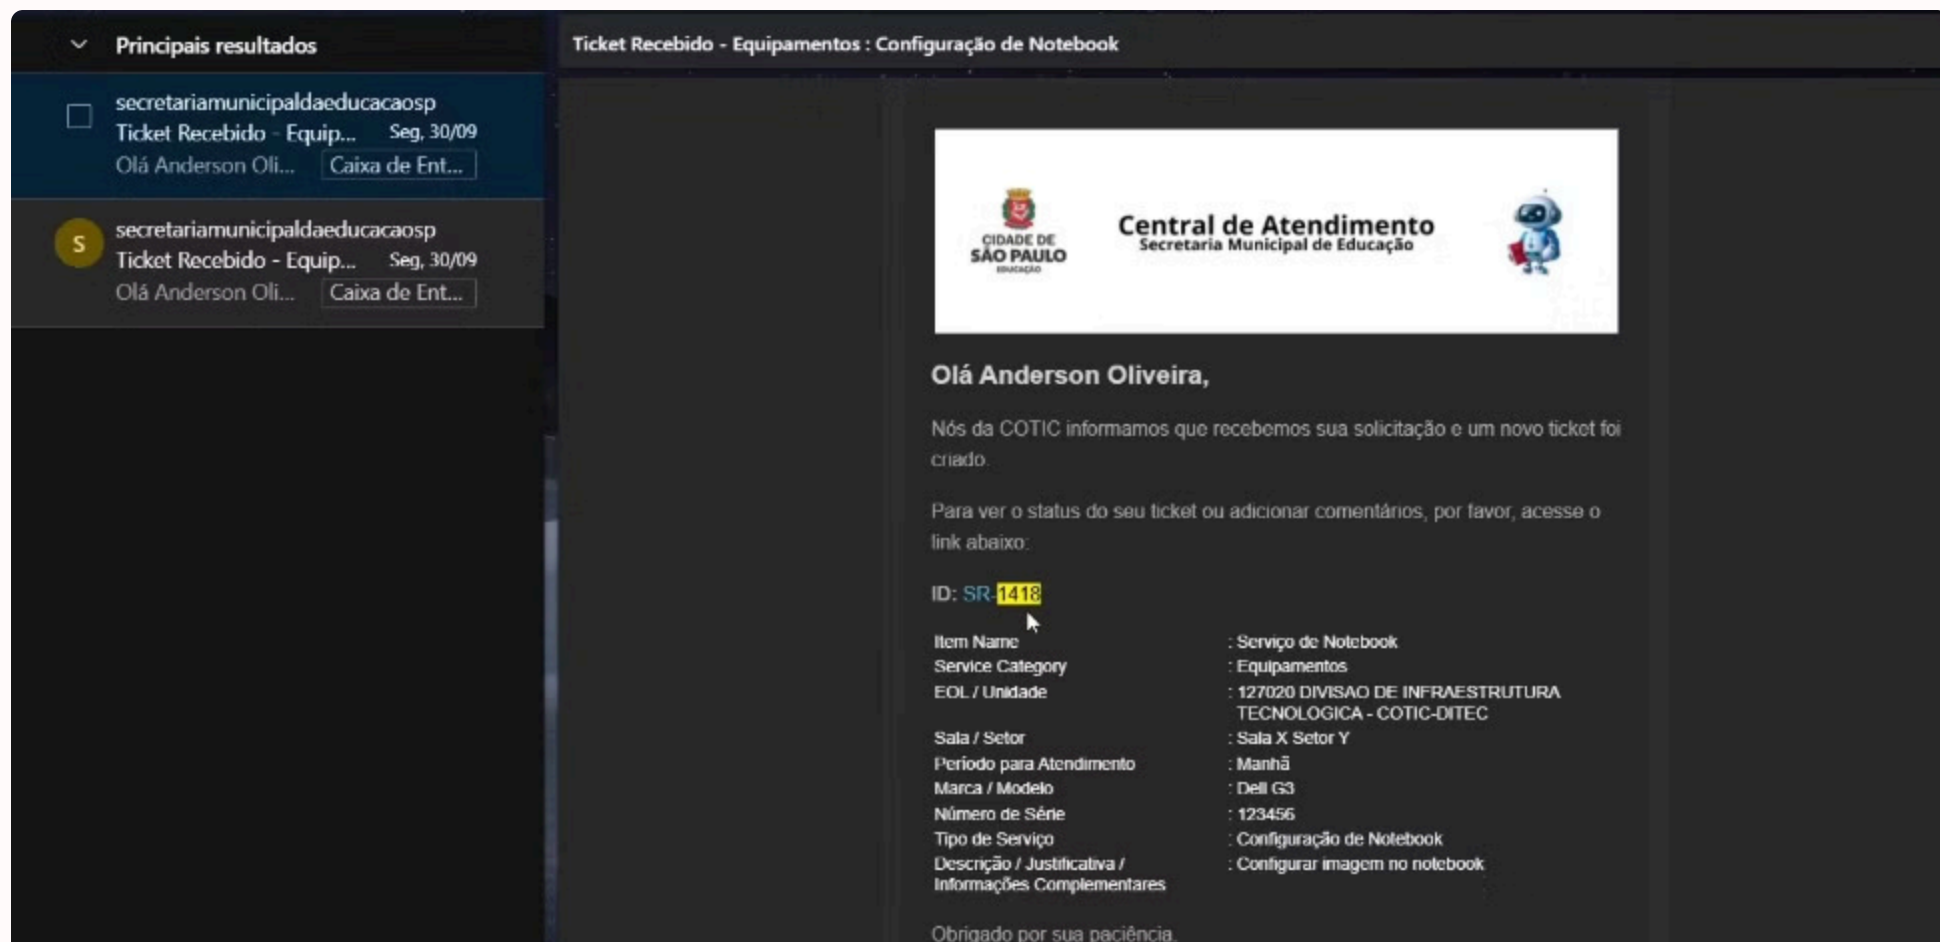 Principais resultados
secretariamunicipaldaeducacaosp
Ticket Recebido - Equip... Seg, 30/09
Olá Anderson Oli... Caixa de Ent...
S
secretariamunicipaldaeducacaosp
Ticket Recebido - Equip... Seg, 30/09
Olá Anderson Oli... Caixa de Ent...
Ticket Recebido - Equipamentos : Configuração de Notebook
CIDADE DE
SÃO PAULO
EDUCAÇÃO
Central de Atendimento
Secretaria Municipal de Educação
Olá Anderson Oliveira,
Nós da COTIC informamos que recebemos sua solicitação e um novo ticket foi
criado.
Para ver o status do seu ticket ou adicionar comentários, por favor, acesse o
link abaixo:
ID: SR-1418
Item Name : Serviço de Notebook
Service Category : Equipamentos
EOL / Unidade : 127020 DIVISAO DE INFRAESTRUTURA
TECNOLOGICA - COTIC-DITEC
Sala / Setor : Sala X Setor Y
Período para Atendimento : Manhã
Marca / Modelo : Dell G3
Número de Série : 123456
Tipo de Serviço : Configuração de Notebook
Descrição / Justificativa / : Configurar imagem no notebook
Informações Complementares
Obrigado por sua paciência.